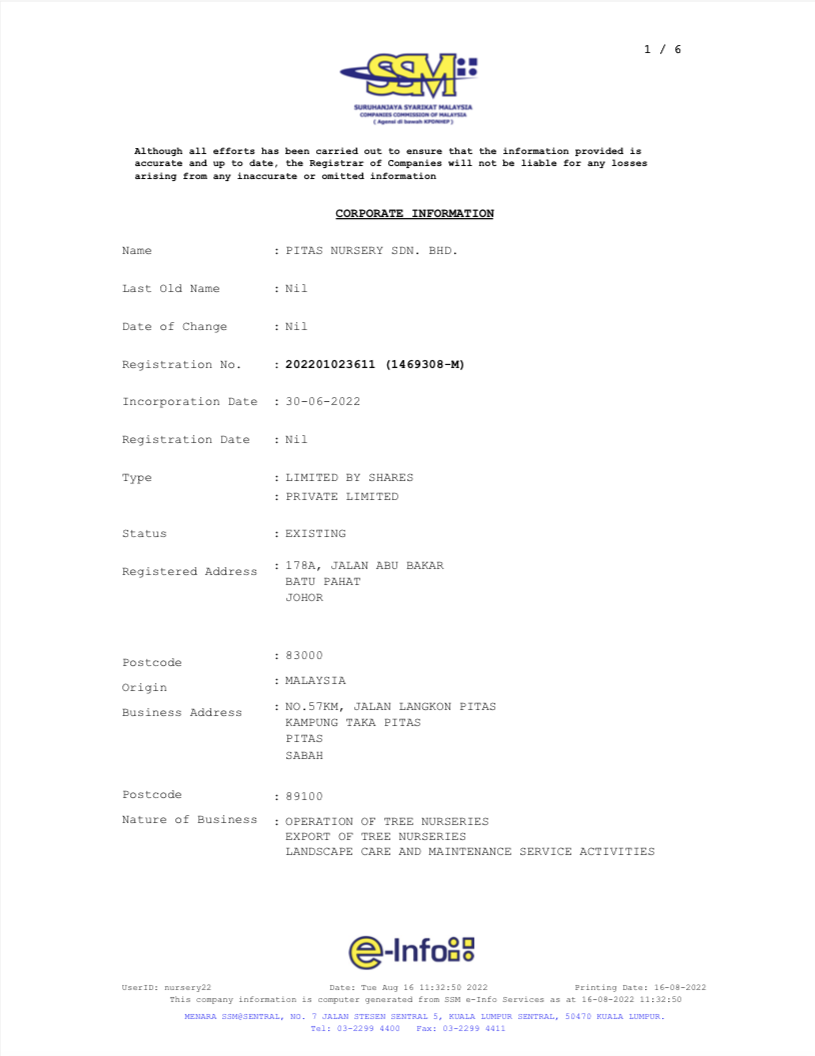 1 / 6
SSM
SURUHANJAYA SYARIKAT MALAYSIA
COMPANIES COMMISSION OF MALAYSIA
( Agensi di bawah KPDNHEP )
Although all efforts has been carried out to ensure that the information provided is
accurate and up to date, the Registrar of Companies will not be liable for any losses
arising from any inaccurate or omitted information
CORPORATE INFORMATION
Name : PITAS NURSERY SDN. BHD.
Last Old Name : Nil
Date of Change : Nil
Registration No. : 202201023611 (1469308-M)
Incorporation Date : 30-06-2022
Registration Date : Nil
Type : LIMITED BY SHARES
: PRIVATE LIMITED
Status : EXISTING
Registered Address : 178A, JALAN ABU BAKAR
BATU PAHAT
JOHOR
Postcode : 83000
Origin : MALAYSIA
Business Address : NO.57KM, JALAN LANGKON PITAS
KAMPUNG TAKA PITAS
PITAS
SABAH
Postcode : 89100
Nature of Business : OPERATION OF TREE NURSERIES
EXPORT OF TREE NURSERIES
LANDSCAPE CARE AND MAINTENANCE SERVICE ACTIVITIES
e-Info
UserID: nursery22 Date: Tue Aug 16 11:32:50 2022 Printing Date: 16-08-2022
This company information is computer generated from SSM e-Info Services as at 16-08-2022 11:32:50
MENARA SSM@SENTRAL, NO. 7 JALAN STESEN SENTRAL 5, KUALA LUMPUR SENTRAL, 50470 KUALA LUMPUR.
Tel: 03-2299 4400 Fax: 03-2299 4411